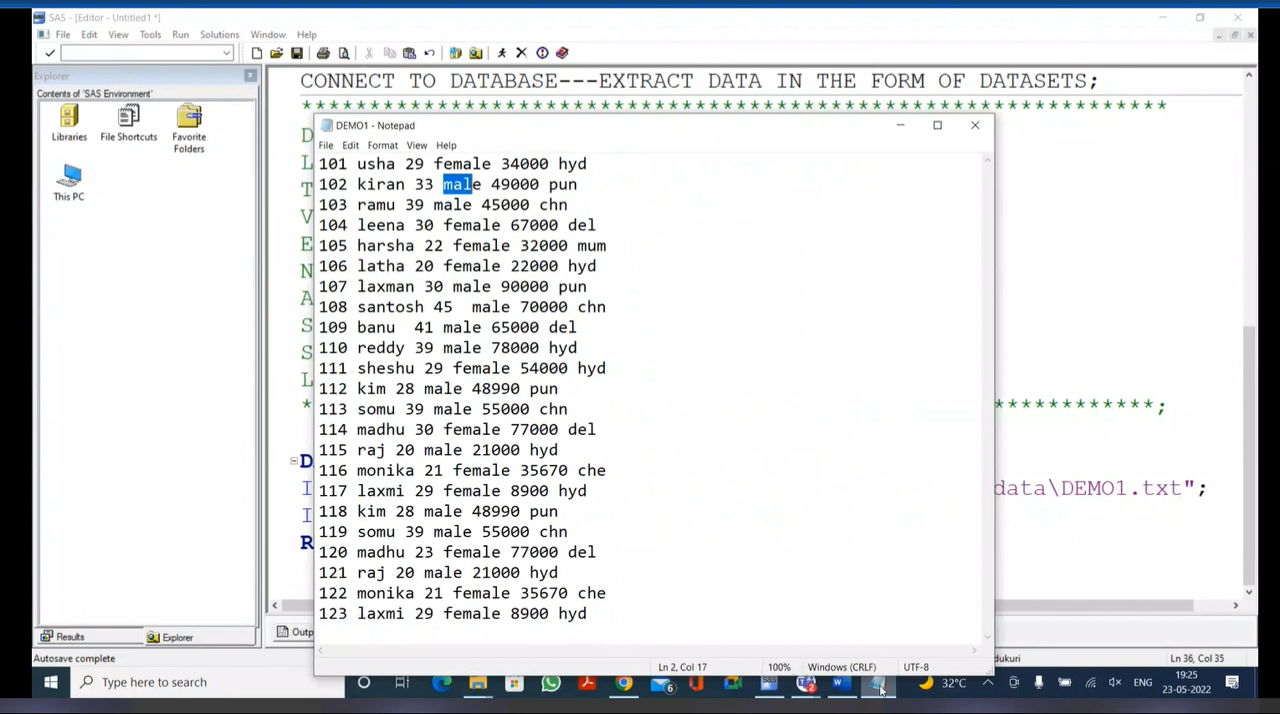 SAS - [Editor - Untitled1 *]
File Edit View Tools Run Solutions Window Help
Explorer
Contents of 'SAS Environment'
Libraries File Shortcuts Favorite Folders
This PC
CONNECT TO DATABASE---EXTRACT DATA IN THE FORM OF DATASETS;
******************************************************************
DEMO1 - Notepad
File Edit Format View Help
101 usha 29 female 34000 hyd
102 kiran 33 male 49000 pun
103 ramu 39 male 45000 chn
104 leena 30 female 67000 del
105 harsha 22 female 32000 mum
106 latha 20 female 22000 hyd
107 laxman 30 male 90000 pun
108 santosh 45  male 70000 chn
109 banu  41 male 65000 del
110 reddy 39 male 78000 hyd
111 sheshu 29 female 54000 hyd
112 kim 28 male 48990 pun
113 somu 39 male 55000 chn
114 madhu 30 female 77000 del
115 raj 20 male 21000 hyd
116 monika 21 female 35670 che
117 laxmi 29 female 8900 hyd
118 kim 28 male 48990 pun
119 somu 39 male 55000 chn
120 madhu 23 female 77000 del
121 raj 20 male 21000 hyd
122 monika 21 female 35670 che
123 laxmi 29 female 8900 hyd
Ln 2, Col 17 100% Windows (CRLF) UTF-8
D
L
T
V
E
N
A
S
S
L
* ************;
D
I data\DEMO1.txt";
I
R
Results Explorer
Outp
Autosave complete
dukuri Ln 36, Col 35
Type here to search
6
2
32°C
ENG
19:25
23-05-2022